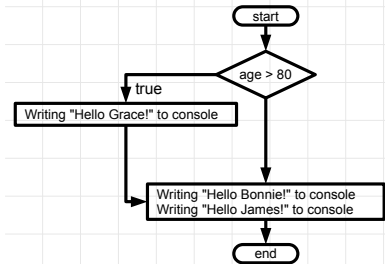 start
age > 80
true
Writing "Hello Grace!" to console
Writing "Hello Bonnie!" to console
Writing "Hello James!" to console
end